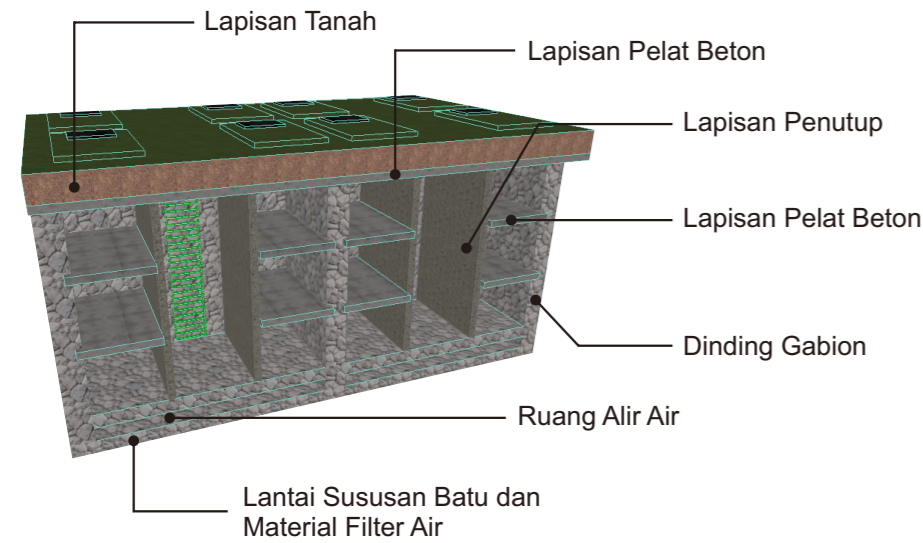 Lapisan Tanah
Lapisan Pelat Beton
Lapisan Penutup
Lapisan Pelat Beton
Dinding Gabion
Ruang Alir Air
Lantai Sususan Batu dan
Material Filter Air